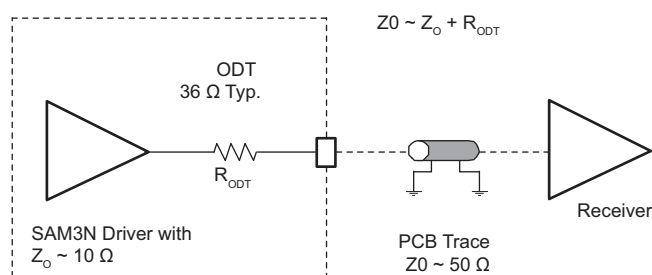 Z0 ~ Z_O + R_ODT
ODT
36 Ω Typ.
R_ODT
Receiver
SAM3N Driver with
Z_O ~ 10 Ω
PCB Trace
Z0 ~ 50 Ω